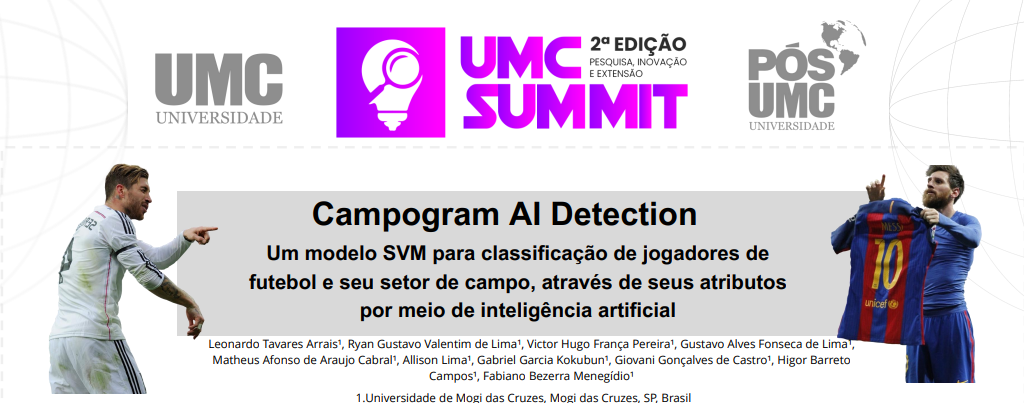 UMC
UNIVERSIDADE
UMC
SUMMIT
2ª EDIÇÃO
PESQUISA, INOVAÇÃO
E EXTENSÃO
PÓS
UMC
UNIVERSIDADE
Campogram AI Detection
Um modelo SVM para classificação de jogadores de
futebol e seu setor de campo, através de seus atributos
por meio de inteligência artificial
MESSI
10
unicef
Leonardo Tavares Arrais¹, Ryan Gustavo Valentim de Lima¹, Victor Hugo França Pereira¹, Gustavo Alves Fonseca de Lima¹,
Matheus Afonso de Araujo Cabral¹, Allison Lima¹, Gabriel Garcia Kokubun¹, Giovani Gonçalves de Castro¹, Higor Barreto
Campos¹, Fabiano Bezerra Menegídio¹
1.Universidade de Mogi das Cruzes, Mogi das Cruzes, SP, Brasil